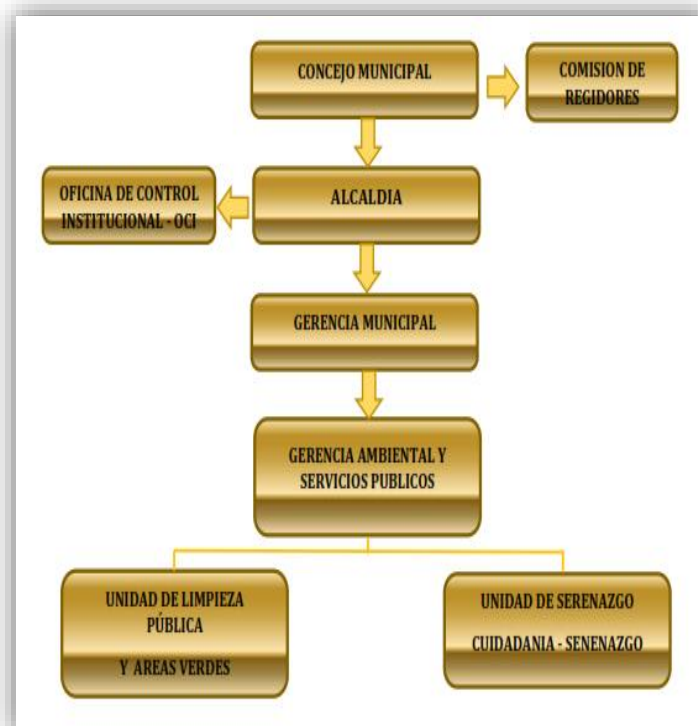 CONCEJO MUNICIPAL
COMISION DE
REGIDORES
OFICINA DE CONTROL
INSTITUCIONAL - OCI
ALCALDIA
GERENCIA MUNICIPAL
GERENCIA AMBIENTAL Y
SERVICIOS PUBLICOS
UNIDAD DE LIMPIEZA
PÚBLICA
Y AREAS VERDES
UNIDAD DE SERENAZGO
CUIDADANIA - SENENAZGO